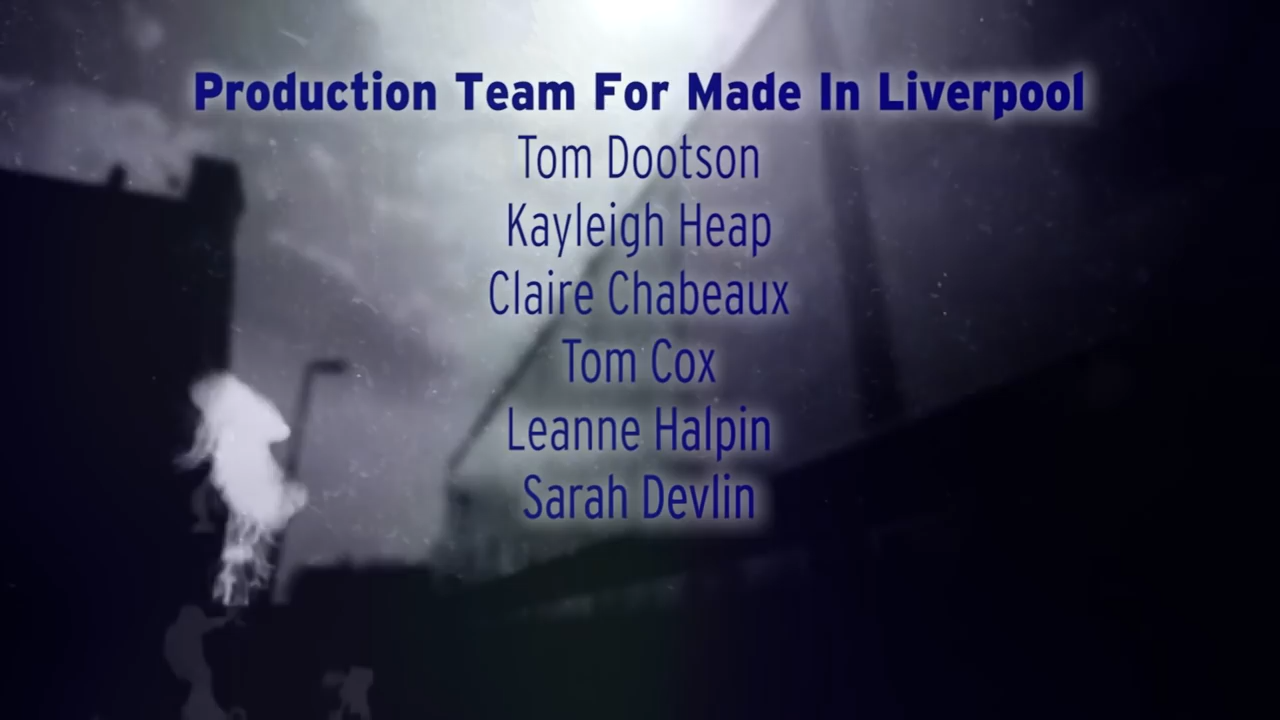 Production Team For Made In Liverpool
Tom Dootson
Kayleigh Heap
Claire Chabeaux
Tom Cox
Leanne Halpin
Sarah Devlin